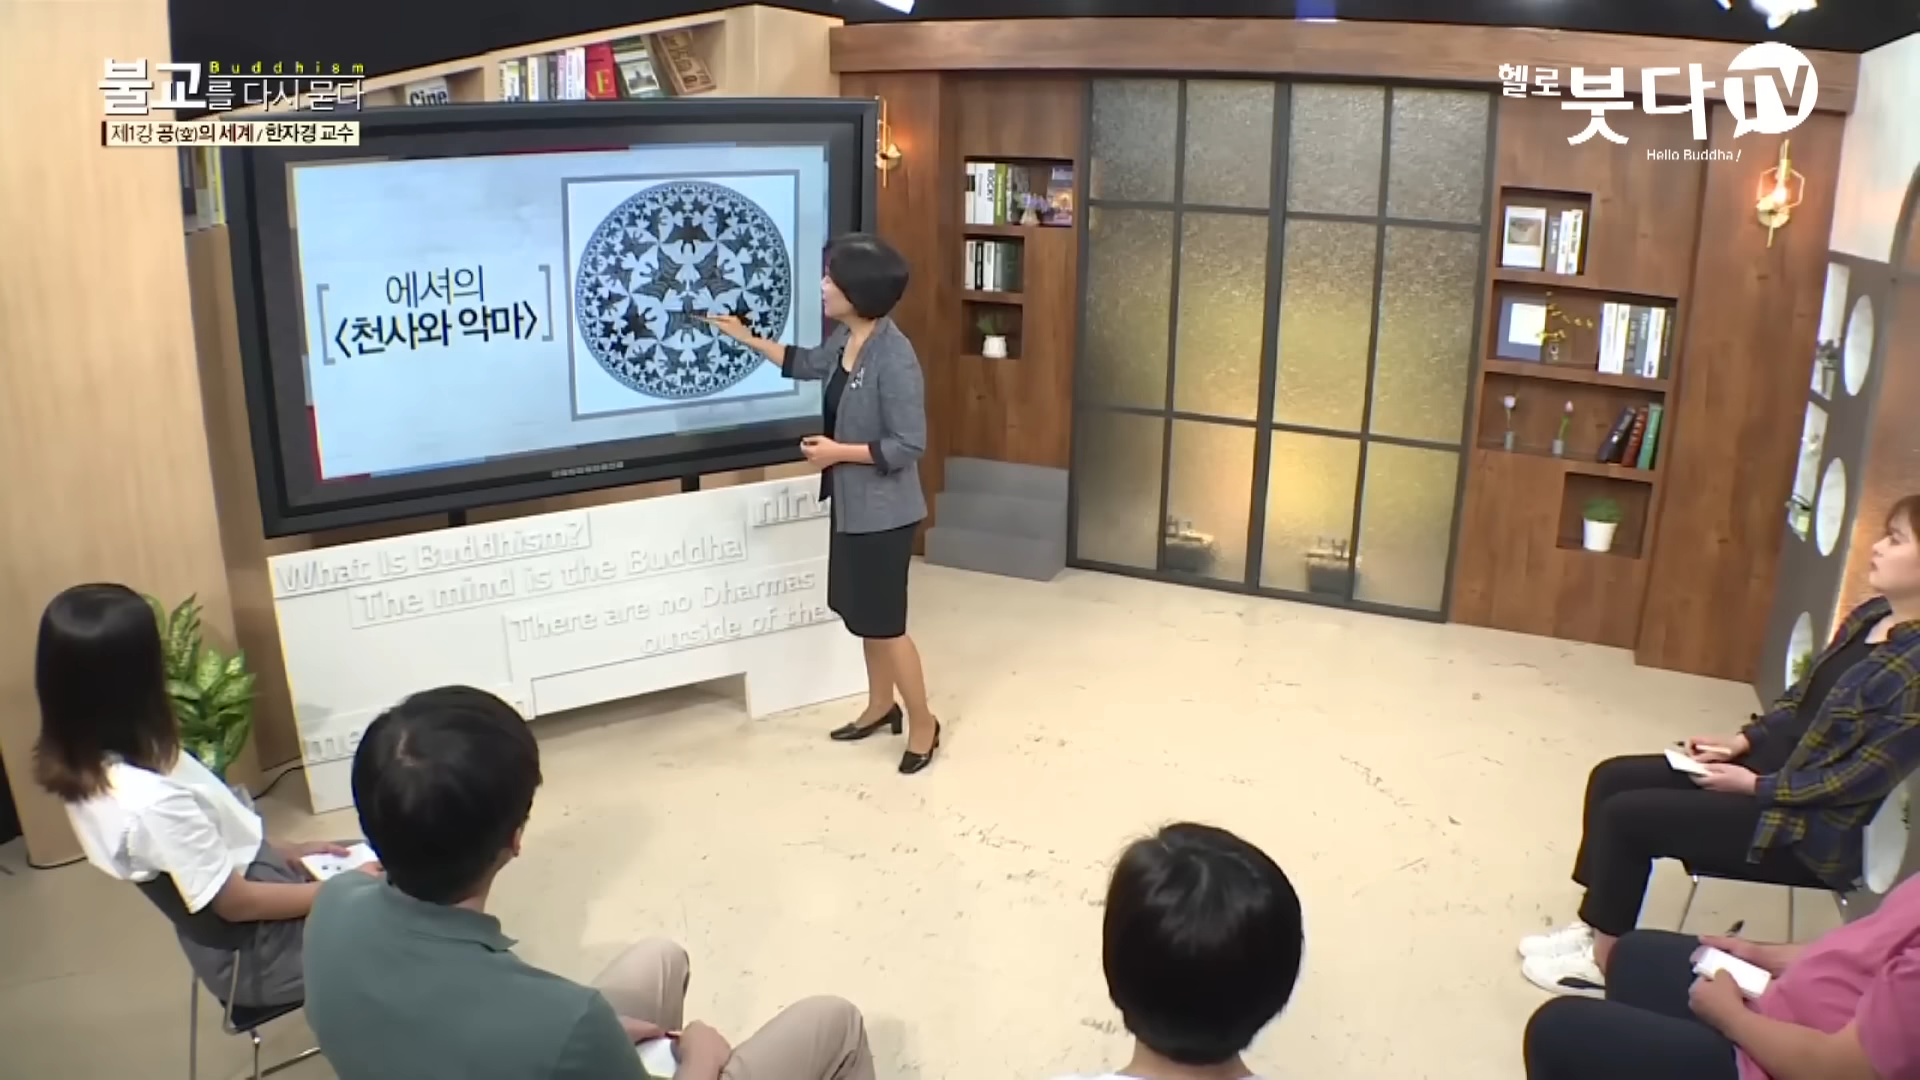 Buddhism
불교를 다시 묻다
제1강 공(空)의 세계 / 한자경 교수
헬로 붓다 TV
Hello Buddha!
Cine
에셔의
<천사와 악마>
What Is Buddhism?
The mind is the Buddha
There are no Dharmas
outside of the